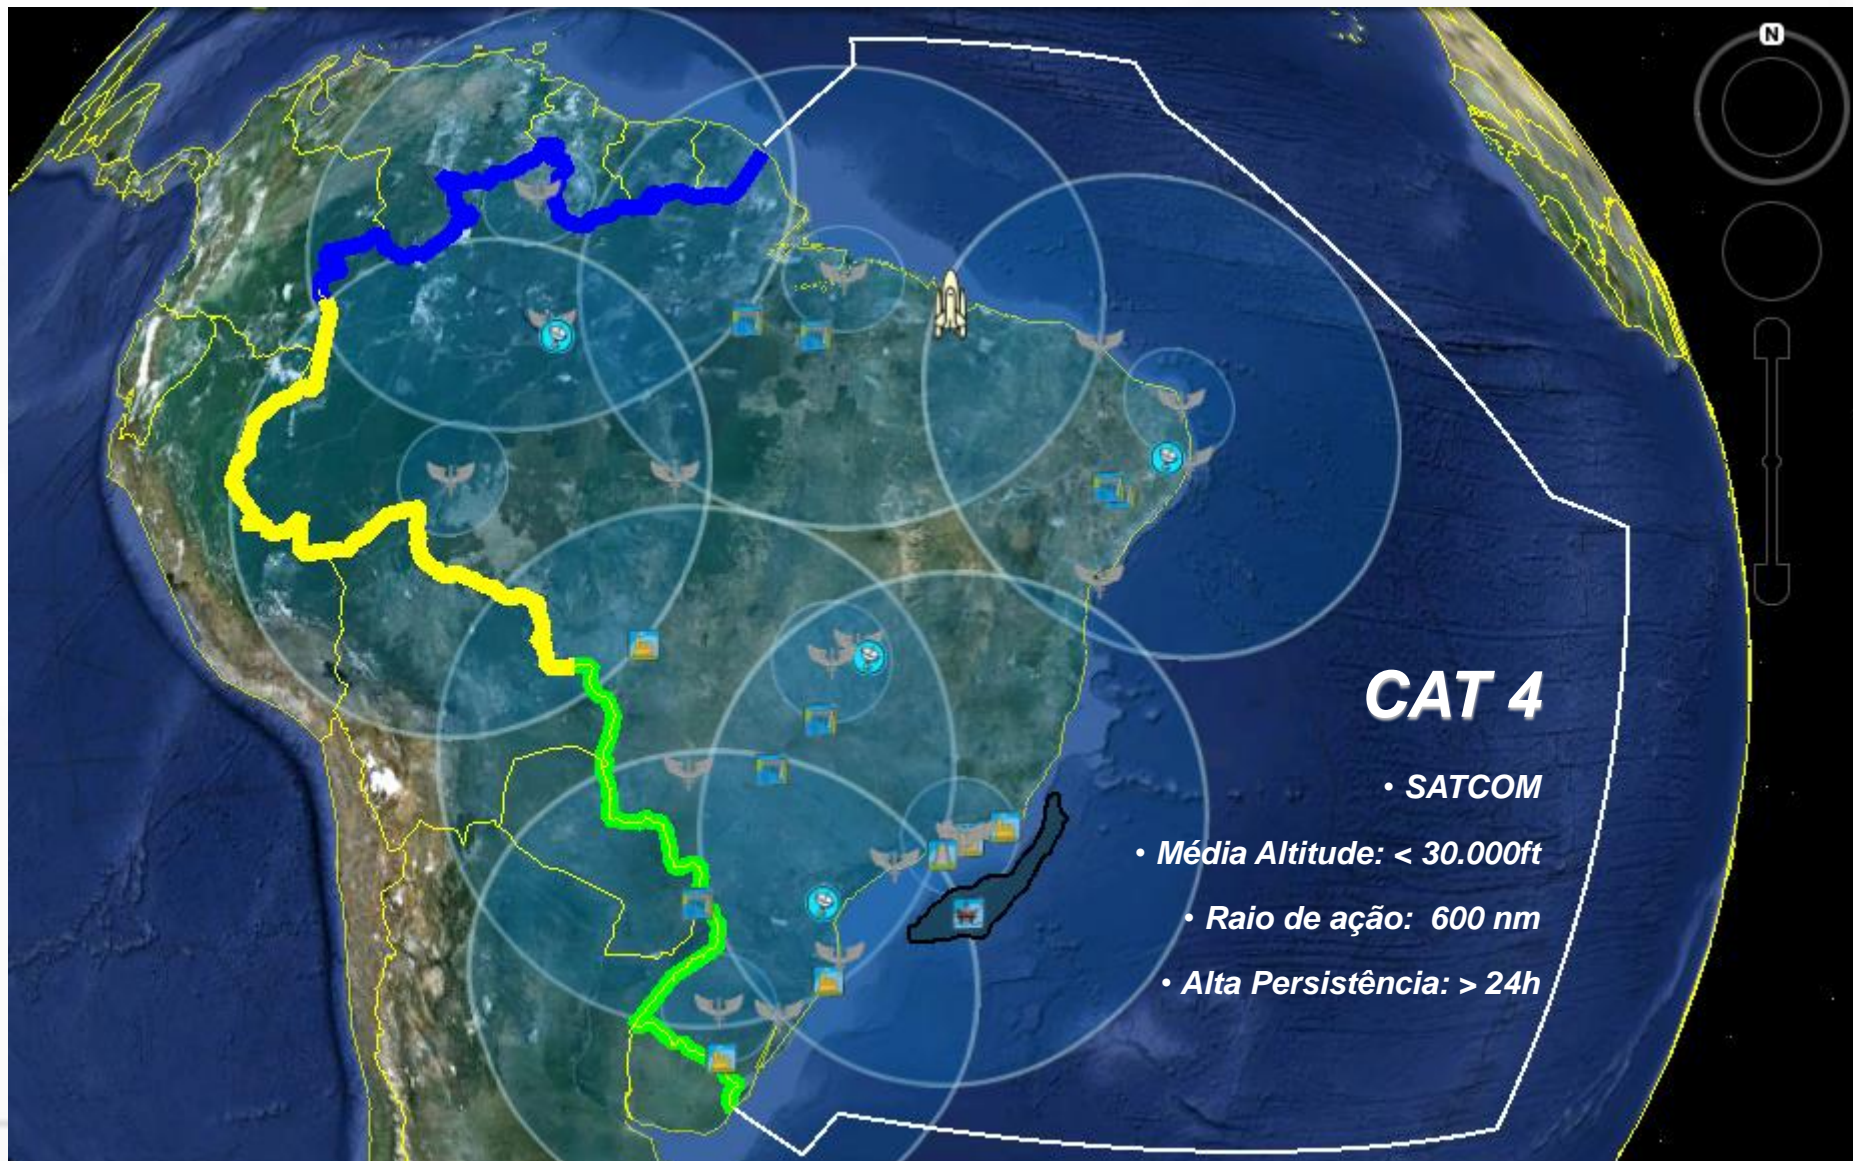 N
CAT 4
• SATCOM
• Média Altitude: < 30.000ft
• Raio de ação:  600 nm
• Alta Persistência: > 24h